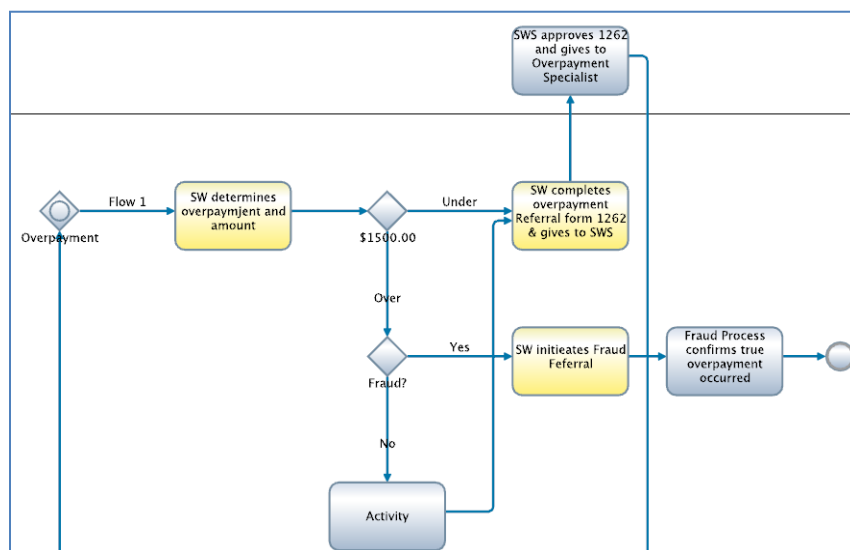 SWS approves 1262
and gives to
Overpayment
Specialist
Flow 1
SW determines
overpaymjent and
amount
Under
SW completes
overpayment
Referral form 1262
& gives to SWS
Overpayment
$1500.00
Over
Yes
SW initieates Fraud
Feferral
Fraud Process
confirms true
overpayment
occurred
Fraud?
No
Activity